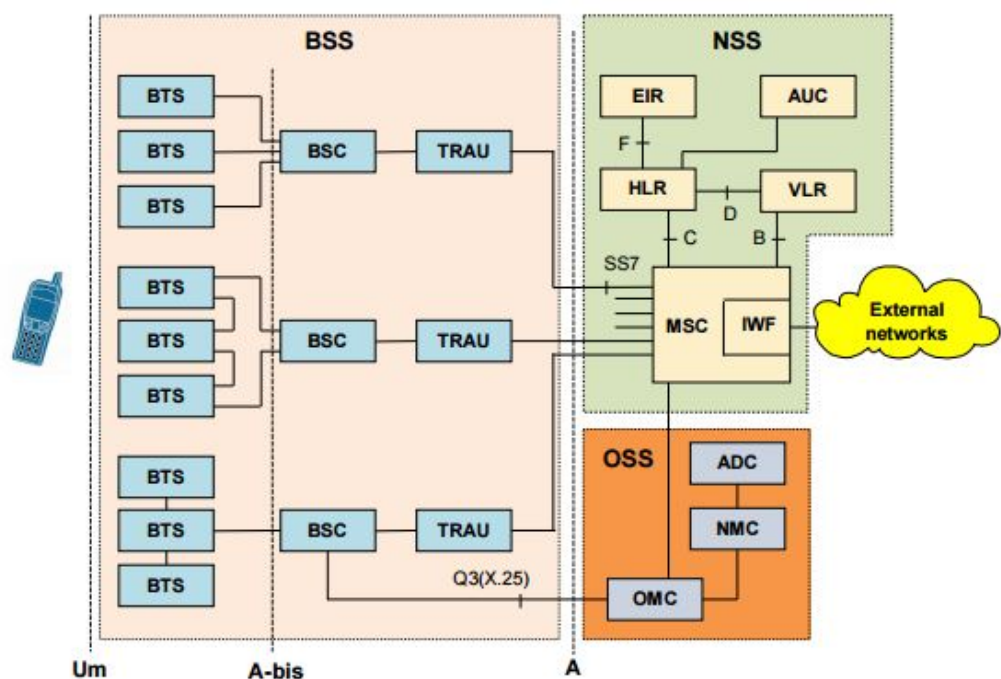 BSS
NSS
BTS
BTS
BTS
BSC
TRAU
EIR
AUC
F
HLR
VLR
D
C
B
SS7
BTS
BTS
BTS
BSC
TRAU
MSC
IWF
External
networks
OSS
ADC
NMC
OMC
BTS
BTS
BTS
BSC
TRAU
Q3(X.25)
Um
A-bis
A